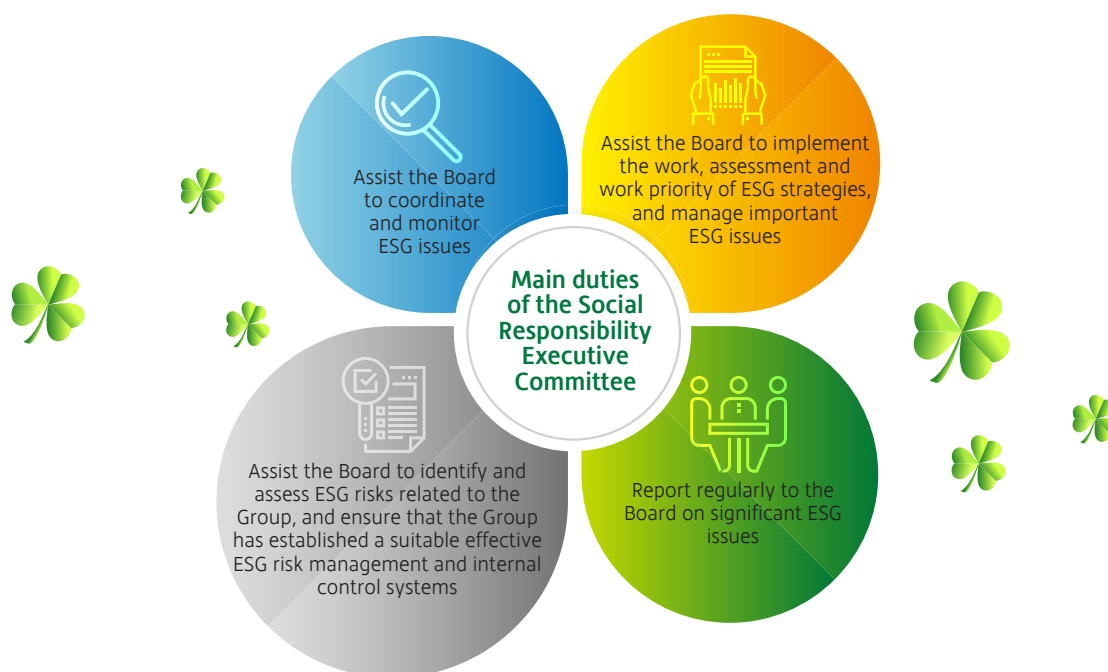 Assist the Board
to coordinate
and monitor
ESG issues
Assist the Board to implement
the work, assessment and
work priority of ESG strategies,
and manage important
ESG issues
Main duties
of the Social
Responsibility
Executive
Committee
Assist the Board to identify and
assess ESG risks related to the
Group, and ensure that the Group
has established a suitable effective
ESG risk management and internal
control systems
Report regularly to the
Board on significant ESG
issues